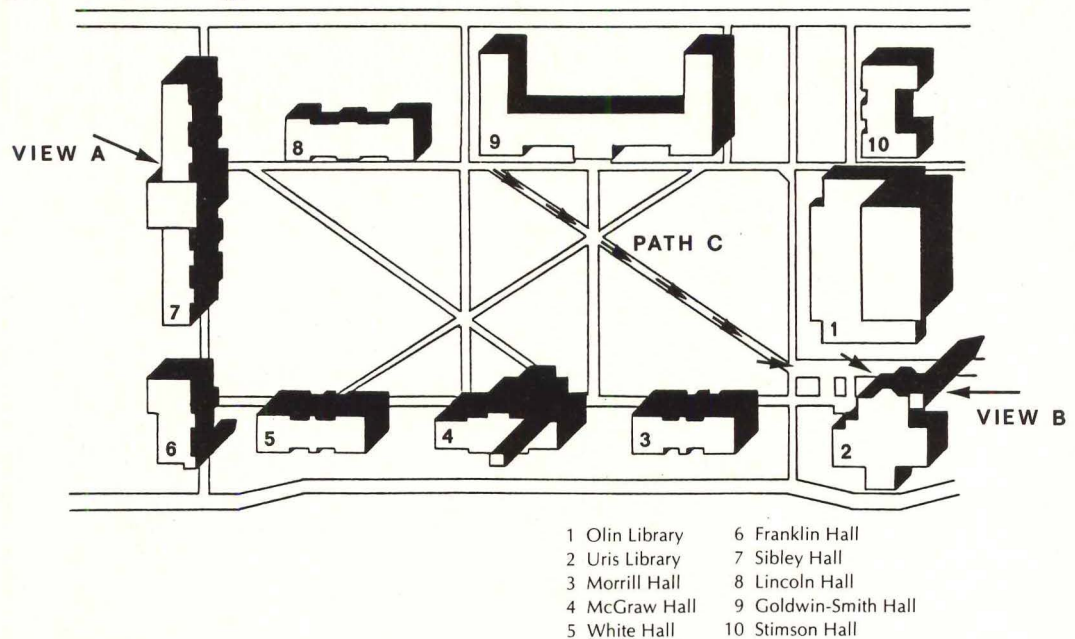 8
9
10
VIEW A
PATH C
7
1
6
5
4
3
2
VIEW B
1 Olin Library
2 Uris Library
3 Morrill Hall
4 McGraw Hall
5 White Hall
6 Franklin Hall
7 Sibley Hall
8 Lincoln Hall
9 Goldwin-Smith Hall
10 Stimson Hall